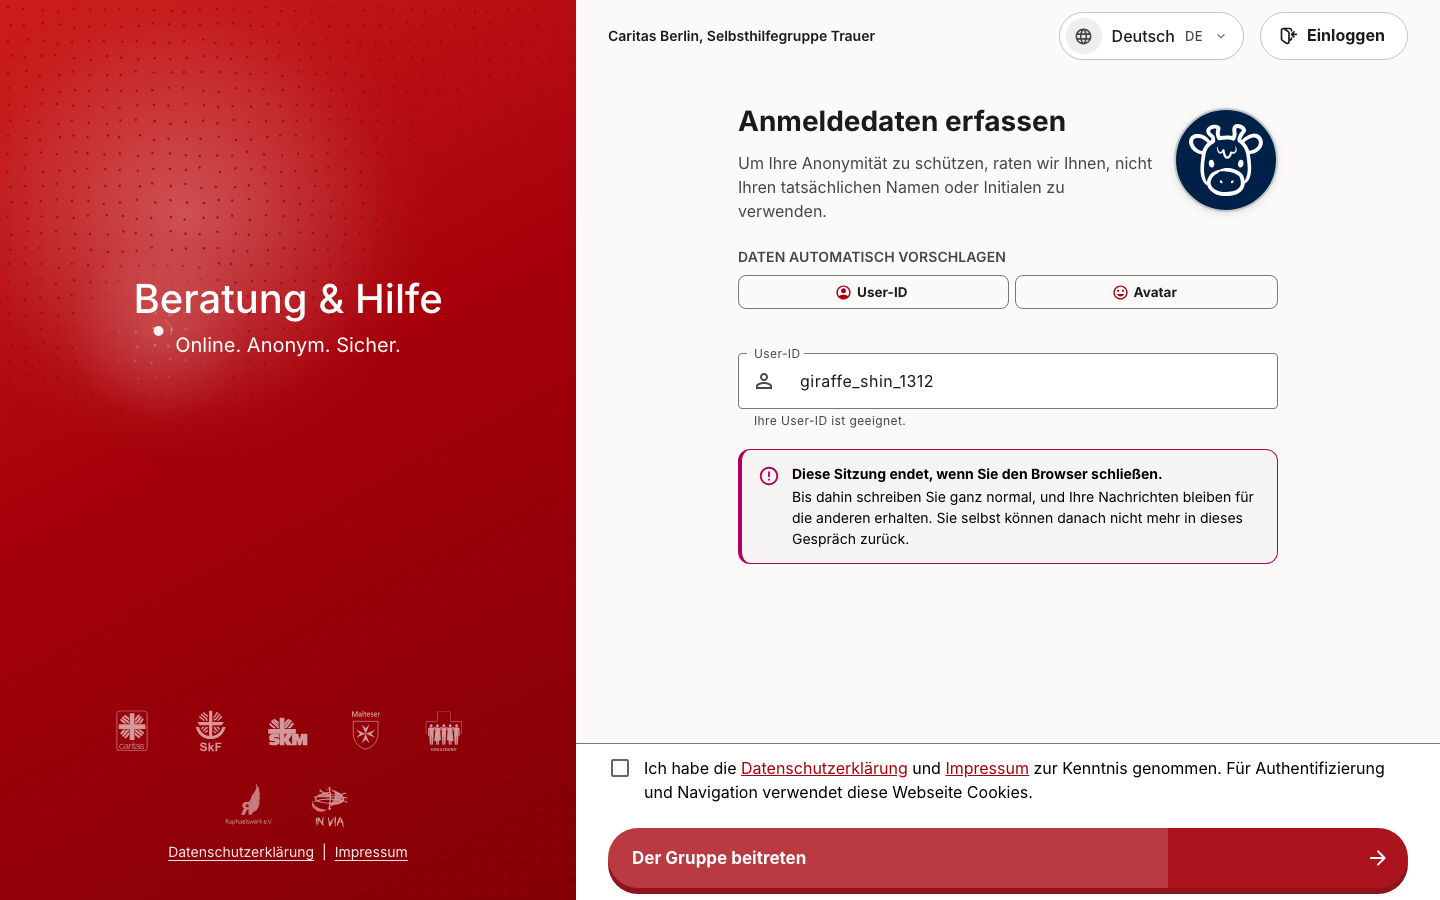 Beratung & Hilfe
Online. Anonym. Sicher.
caritas
SkF
SKM
Malteser
KREUZBUND
Raphaelswerk e.V.
IN VIA
Datenschutzerklärung | Impressum
Caritas Berlin, Selbsthilfegruppe Trauer
Deutsch DE
Einloggen
Anmeldedaten erfassen
Um Ihre Anonymität zu schützen, raten wir Ihnen, nicht
Ihren tatsächlichen Namen oder Initialen zu
verwenden.
DATEN AUTOMATISCH VORSCHLAGEN
User-ID
Avatar
User-ID
giraffe_shin_1312
Ihre User-ID ist geeignet.
Diese Sitzung endet, wenn Sie den Browser schließen.
Bis dahin schreiben Sie ganz normal, und Ihre Nachrichten bleiben für
die anderen erhalten. Sie selbst können danach nicht mehr in dieses
Gespräch zurück.
Ich habe die Datenschutzerklärung und Impressum zur Kenntnis genommen. Für Authentifizierung
und Navigation verwendet diese Webseite Cookies.
Der Gruppe beitreten